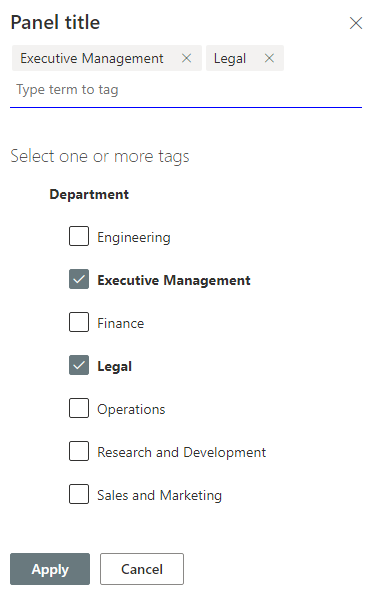 Panel title
Executive Management Legal
Type term to tag
Select one or more tags
Department
Engineering
Executive Management
Finance
Legal
Operations
Research and Development
Sales and Marketing
Apply Cancel